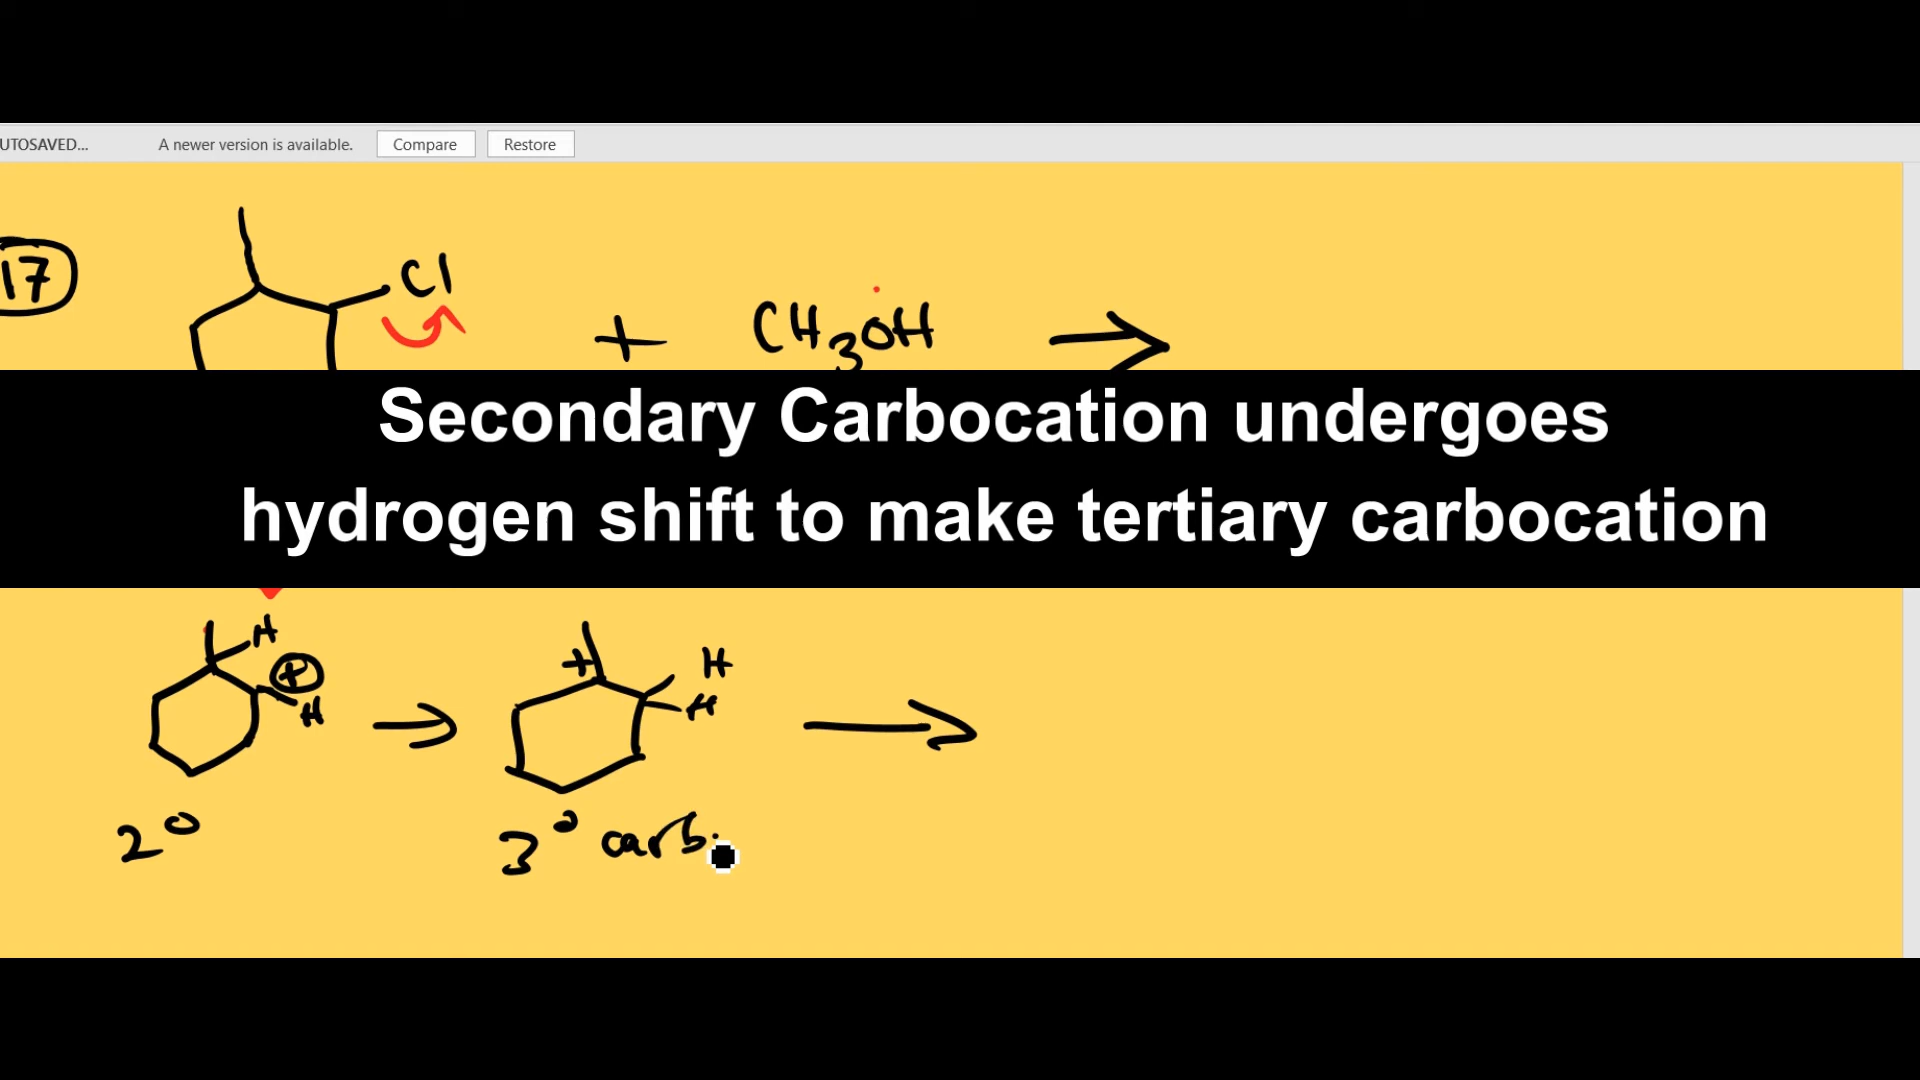 UTOSAVED... A newer version is available. Compare Restore
17
Cl
+ CH3OH →
Secondary Carbocation undergoes
hydrogen shift to make tertiary carbocation
H + H
+ H H
2° 3° carb.